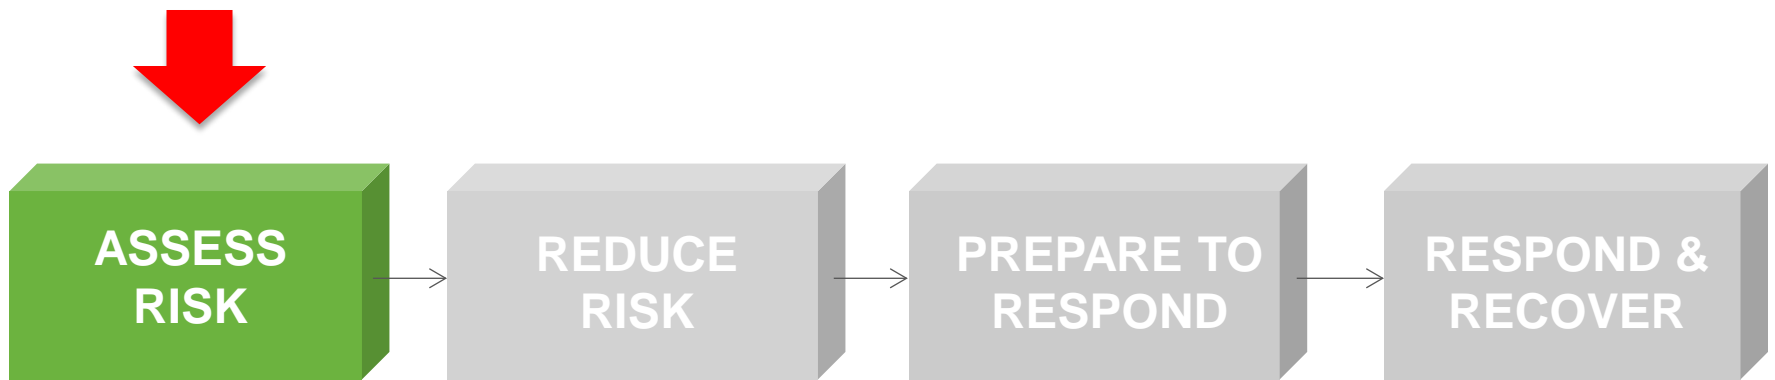 ASSESS
RISK
REDUCE
RISK
PREPARE TO
RESPOND
RESPOND &
RECOVER